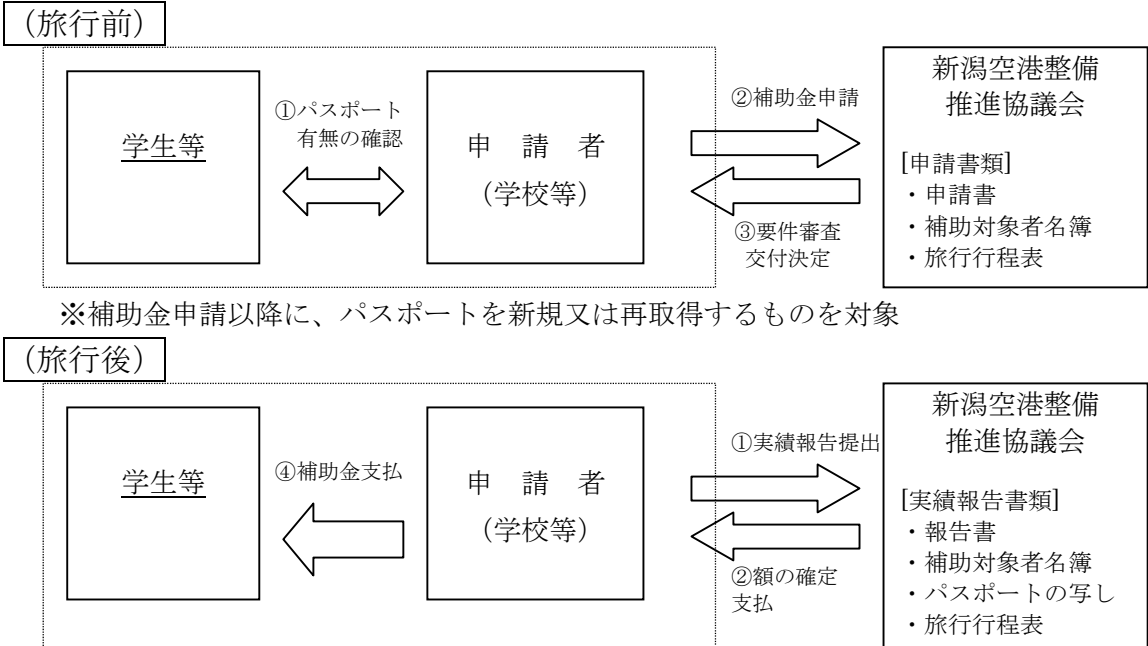 (旅行前)
学生等
①パスポート
有無の確認
申 請 者
(学校等)
②補助金申請
③要件審査
交付決定
新潟空港整備
推進協議会
[申請書類]
・申請書
・補助対象者名簿
・旅行行程表
※補助金申請以降に、パスポートを新規又は再取得するものを対象
(旅行後)
学生等
④補助金支払
申 請 者
(学校等)
①実績報告提出
②額の確定
支払
新潟空港整備
推進協議会
[実績報告書類]
・報告書
・補助対象者名簿
・パスポートの写し
・旅行行程表